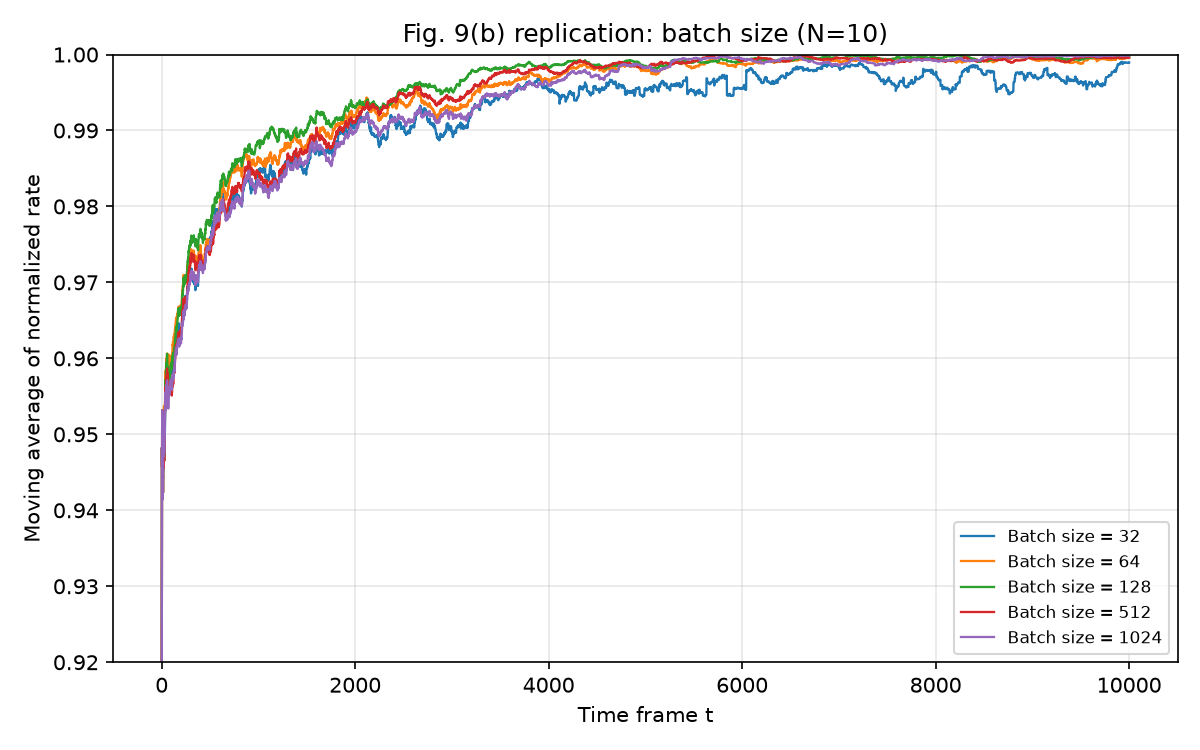 Fig. 9(b) replication: batch size (N=10)
Moving average of normalized rate
1.00
0.99
0.98
0.97
0.96
0.95
0.94
0.93
0.92
Batch size = 32
Batch size = 64
Batch size = 128
Batch size = 512
Batch size = 1024
0 2000 4000 6000 8000 10000
Time frame t